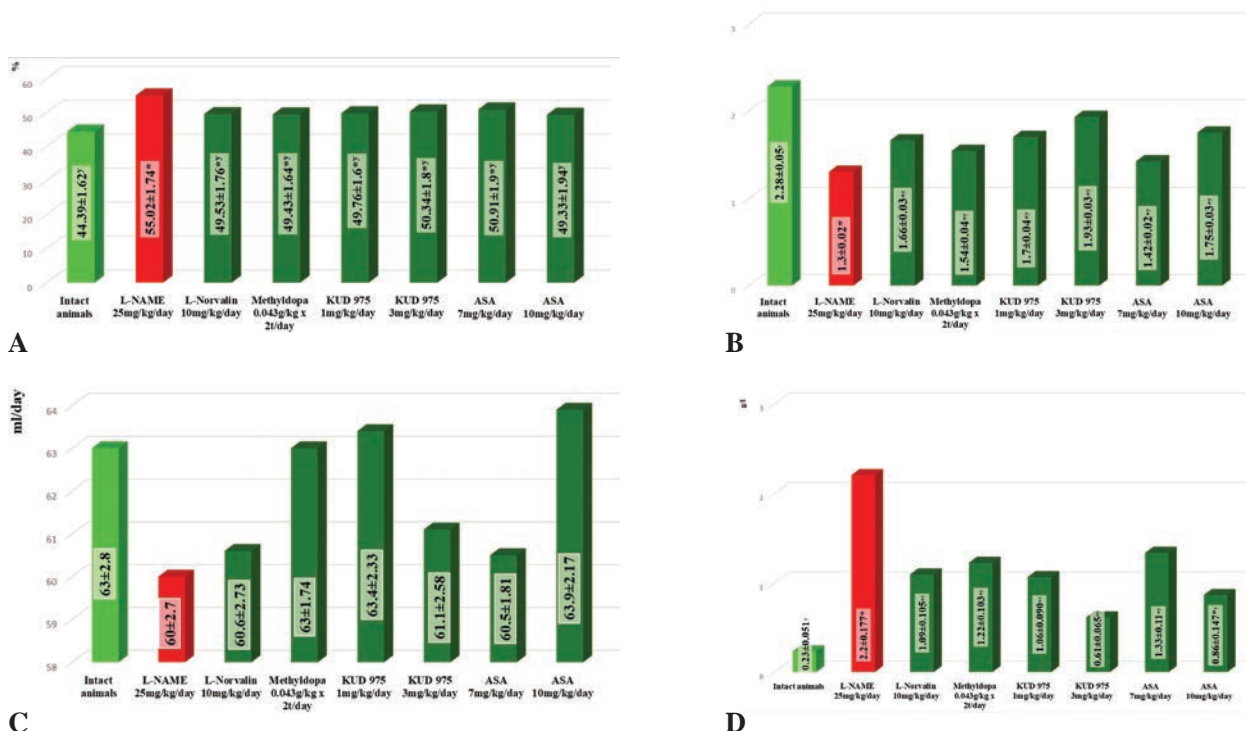 %
60
50
40
30
20
10
0
44.39±1.62ʸ
55.02±1.74*
49.53±1.76*ʸ
49.43±1.64*ʸ
49.76±1.6*ʸ
50.34±1.8*ʸ
50.91±1.9*ʸ
49.33±1.94ʸ
Intact
animals
L-NAME
25mg/kg/day
L-Norvalin
10mg/kg/day
Methyldopa
0.043g/kg x
2t/day
KUD 975
1mg/kg/day
KUD 975
3mg/kg/day
ASA
7mg/kg/day
ASA
10mg/kg/day
A
3
2
1
0
2.28±0.05
1.3±0.02*
1.66±0.03
1.54±0.04
1.7±0.04
1.93±0.03
1.42±0.02
1.75±0.03
Intact
animals
L-NAME
25mg/kg/day
L-Norvalin
10mg/kg/day
Methyldopa
0.043g/kg x
2t/day
KUD 975
1mg/kg/day
KUD 975
3mg/kg/day
ASA
7mg/kg/day
ASA
10mg/kg/day
B
ml/day
64
63
62
61
60
59
58
63±2.8
60±2.7
60.6±2.73
63±1.74
63.4±2.33
61.1±2.58
60.5±1.81
63.9±2.17
Intact
animals
L-NAME
25mg/kg/day
L-Norvalin
10mg/kg/day
Methyldopa
0.043g/kg x
2t/day
KUD 975
1mg/kg/day
KUD 975
3mg/kg/day
ASA
7mg/kg/day
ASA
10mg/kg/day
C
3
2
1
0
0.23±0.051
2.2±0.177*
1.09±0.105
1.22±0.103
1.06±0.090
0.61±0.065
1.33±0.11
0.86±0.147
Intact animals
L-NAME
25mg/kg/day
L-Norvalin
10mg/kg/day
Methyldopa
0.043g/kg x
2t/day
KUD 975
1mg/kg/day
KUD 975
3mg/kg/day
ASA
7mg/kg/day
ASA
10mg/kg/day
D